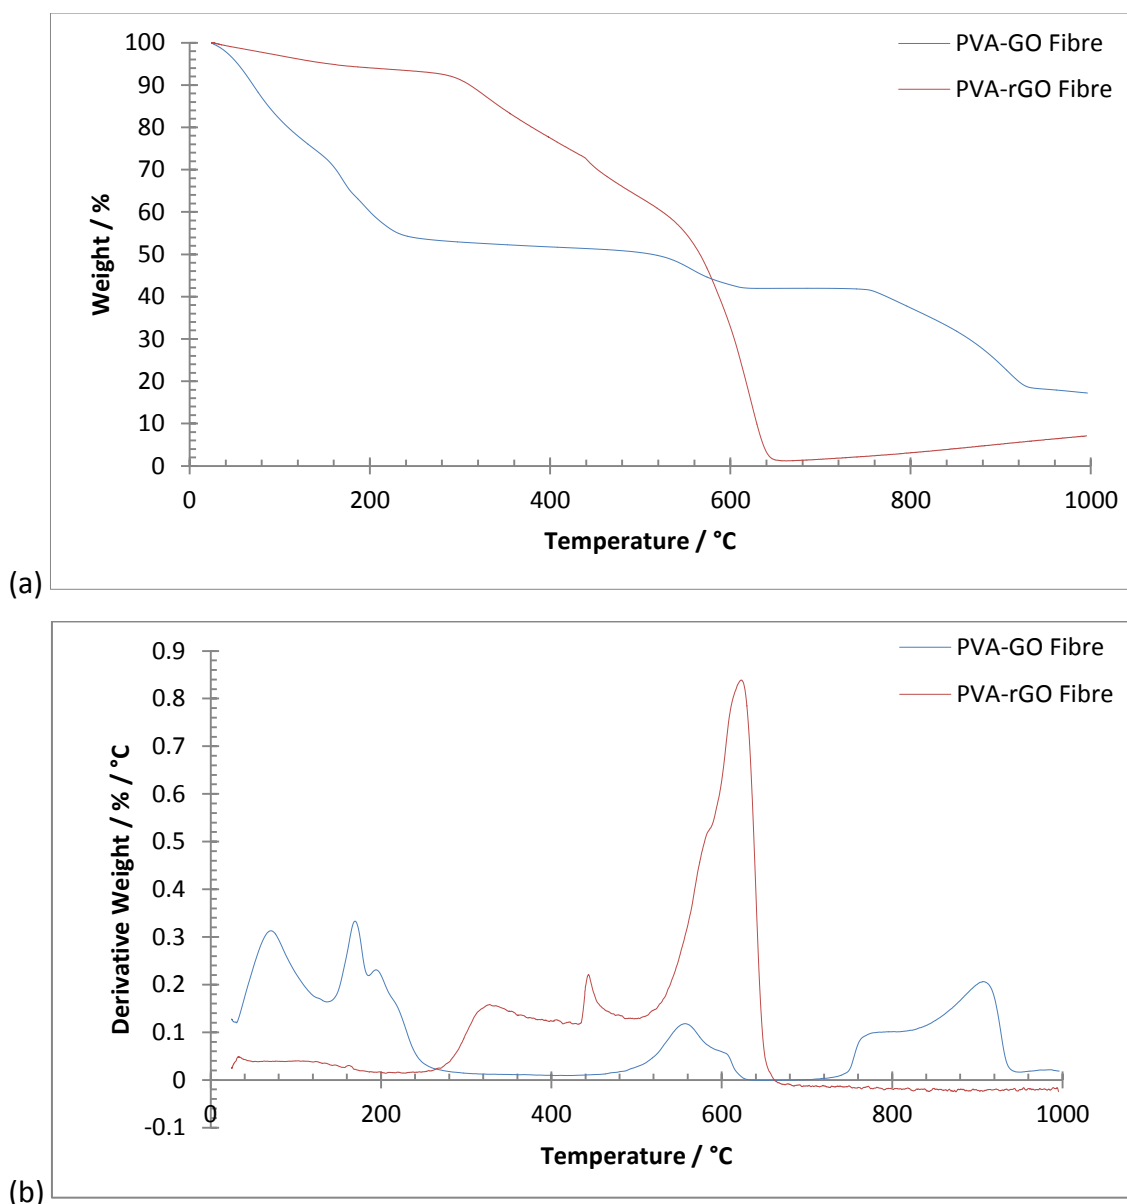 PVA-GO Fibre
PVA-rGO Fibre
100
90
80
70
60
50
40
30
20
10
0
Weight / %
0 200 400 600 800 1000
Temperature / °C
(a)
PVA-GO Fibre
PVA-rGO Fibre
0.9
0.8
0.7
0.6
0.5
0.4
0.3
0.2
0.1
0
-0.1
Derivative Weight / % / °C
0 200 400 600 800 1000
Temperature / °C
(b)